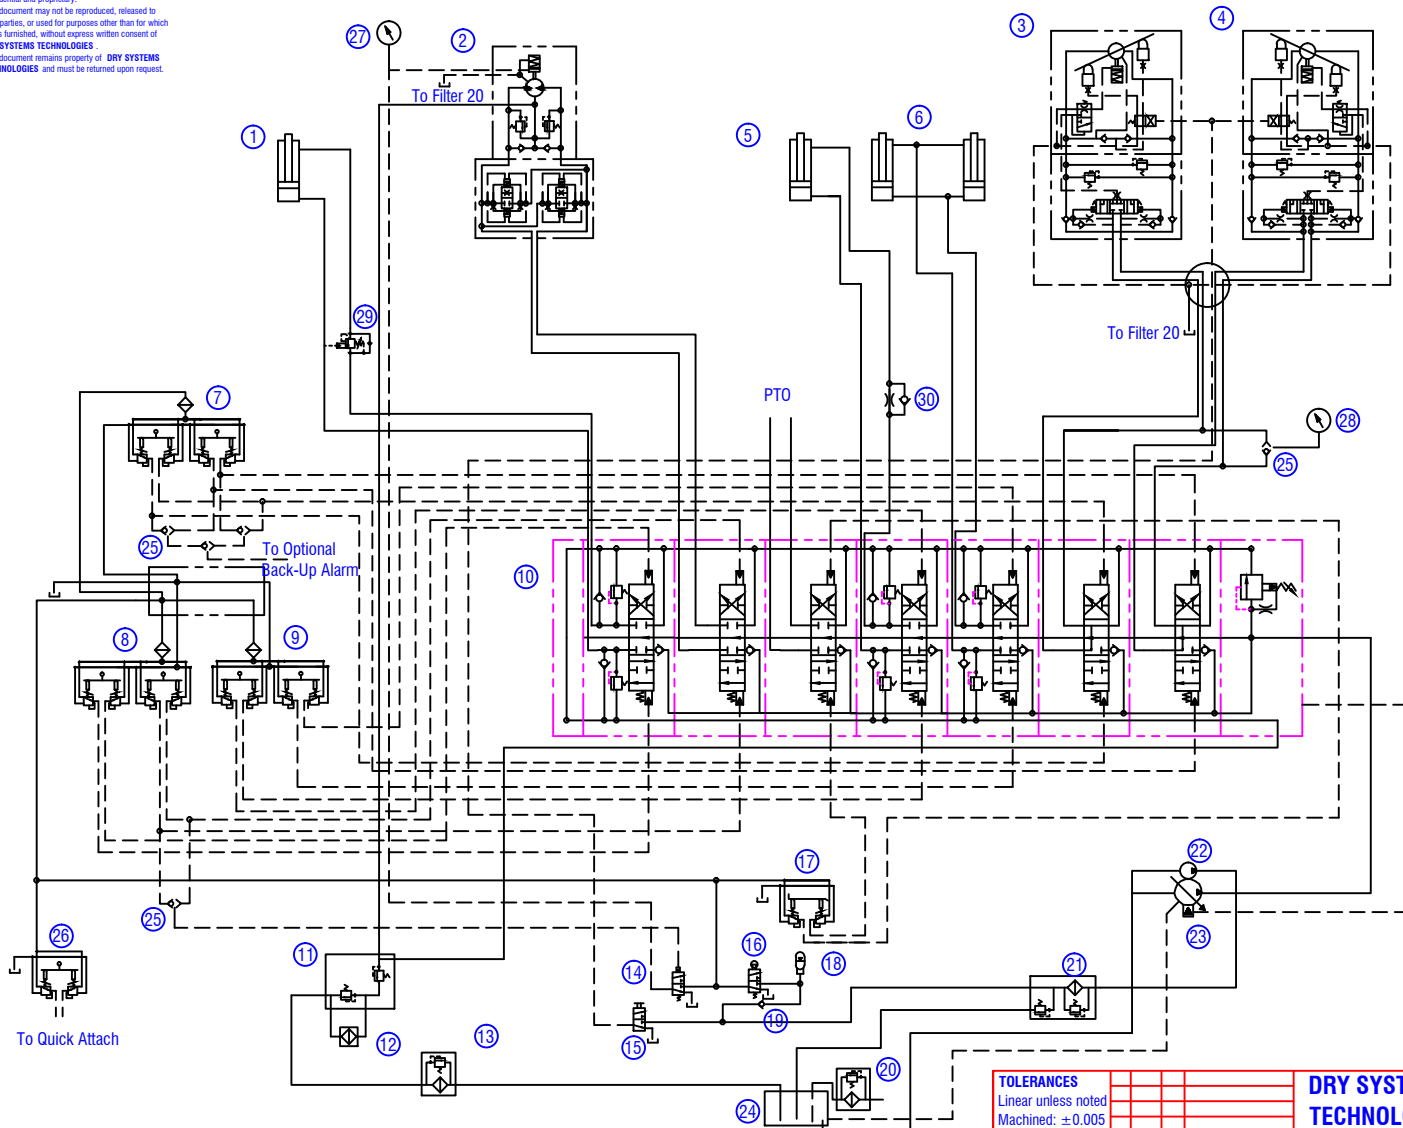 document may not be reproduced, released to
parties, or used for purposes other than for which
furnished, without express written consent of
SYSTEMS TECHNOLOGIES .
document remains property of DRY SYSTEMS
and must be returned upon request.
27
2
3
4
To Filter 20
1
5
6
29
To Filter 20
7
PTO
30
28
25
25
To Optional
Back-Up Alarm
10
8
9
22
17
25
26
11
16
14
18
21
23
To Quick Attach
12
13
15
19
20
24
TOLERANCES
Linear unless noted
Machined: ±0.005
DRY SYST
TECHNOLO